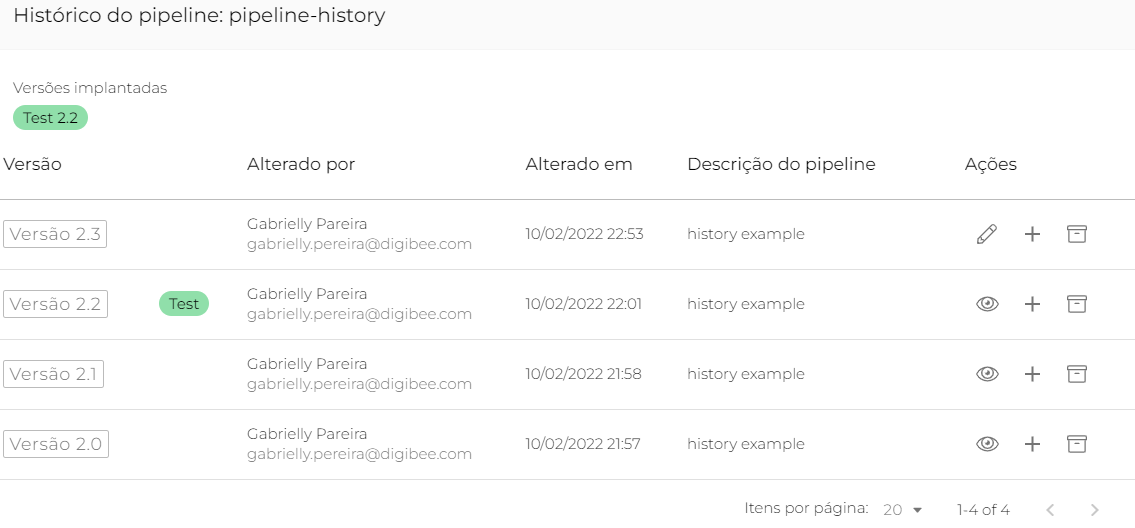 Histórico do pipeline: pipeline-history
Versões implantadas
Test 2.2
Versão Alterado por Alterado em Descrição do pipeline Ações
Versão 2.3 Gabrielly Pareira 10/02/2022 22:53 history example
gabrielly.pereira@digibee.com
Versão 2.2 Test Gabrielly Pareira 10/02/2022 22:01 history example
gabrielly.pereira@digibee.com
Versão 2.1 Gabrielly Pareira 10/02/2022 21:58 history example
gabrielly.pereira@digibee.com
Versão 2.0 Gabrielly Pareira 10/02/2022 21:57 history example
gabrielly.pereira@digibee.com
Itens por página: 20 1-4 of 4